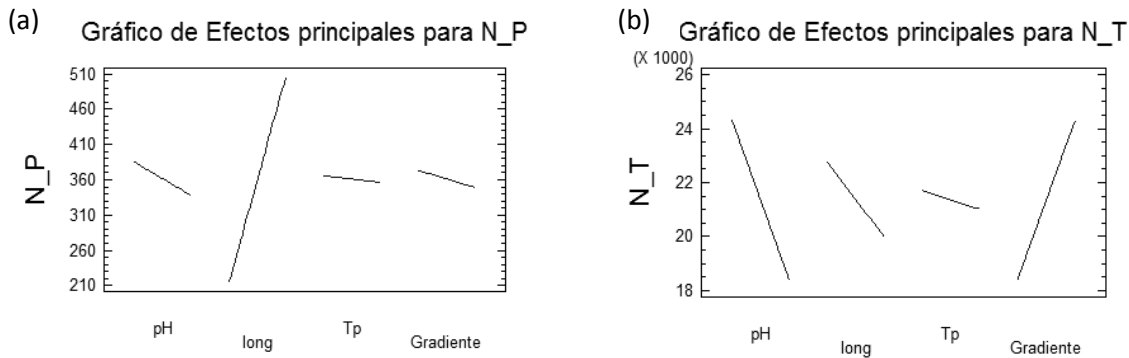 (a)
Gráfico de Efectos principales para N_P
510
460
410
360
310
260
210
N_P
pH
long
Tp
Gradiente
(b)
Gráfico de Efectos principales para N_T
(X 1000)
26
24
22
20
18
N_T
pH
long
Tp
Gradiente